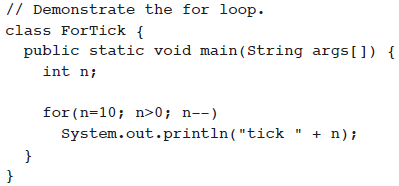 // Demonstrate the for loop.
class ForTick {
  public static void main(String args[]) {
    int n;

    for(n=10; n>0; n--)
      System.out.println("tick " + n);
  }
}